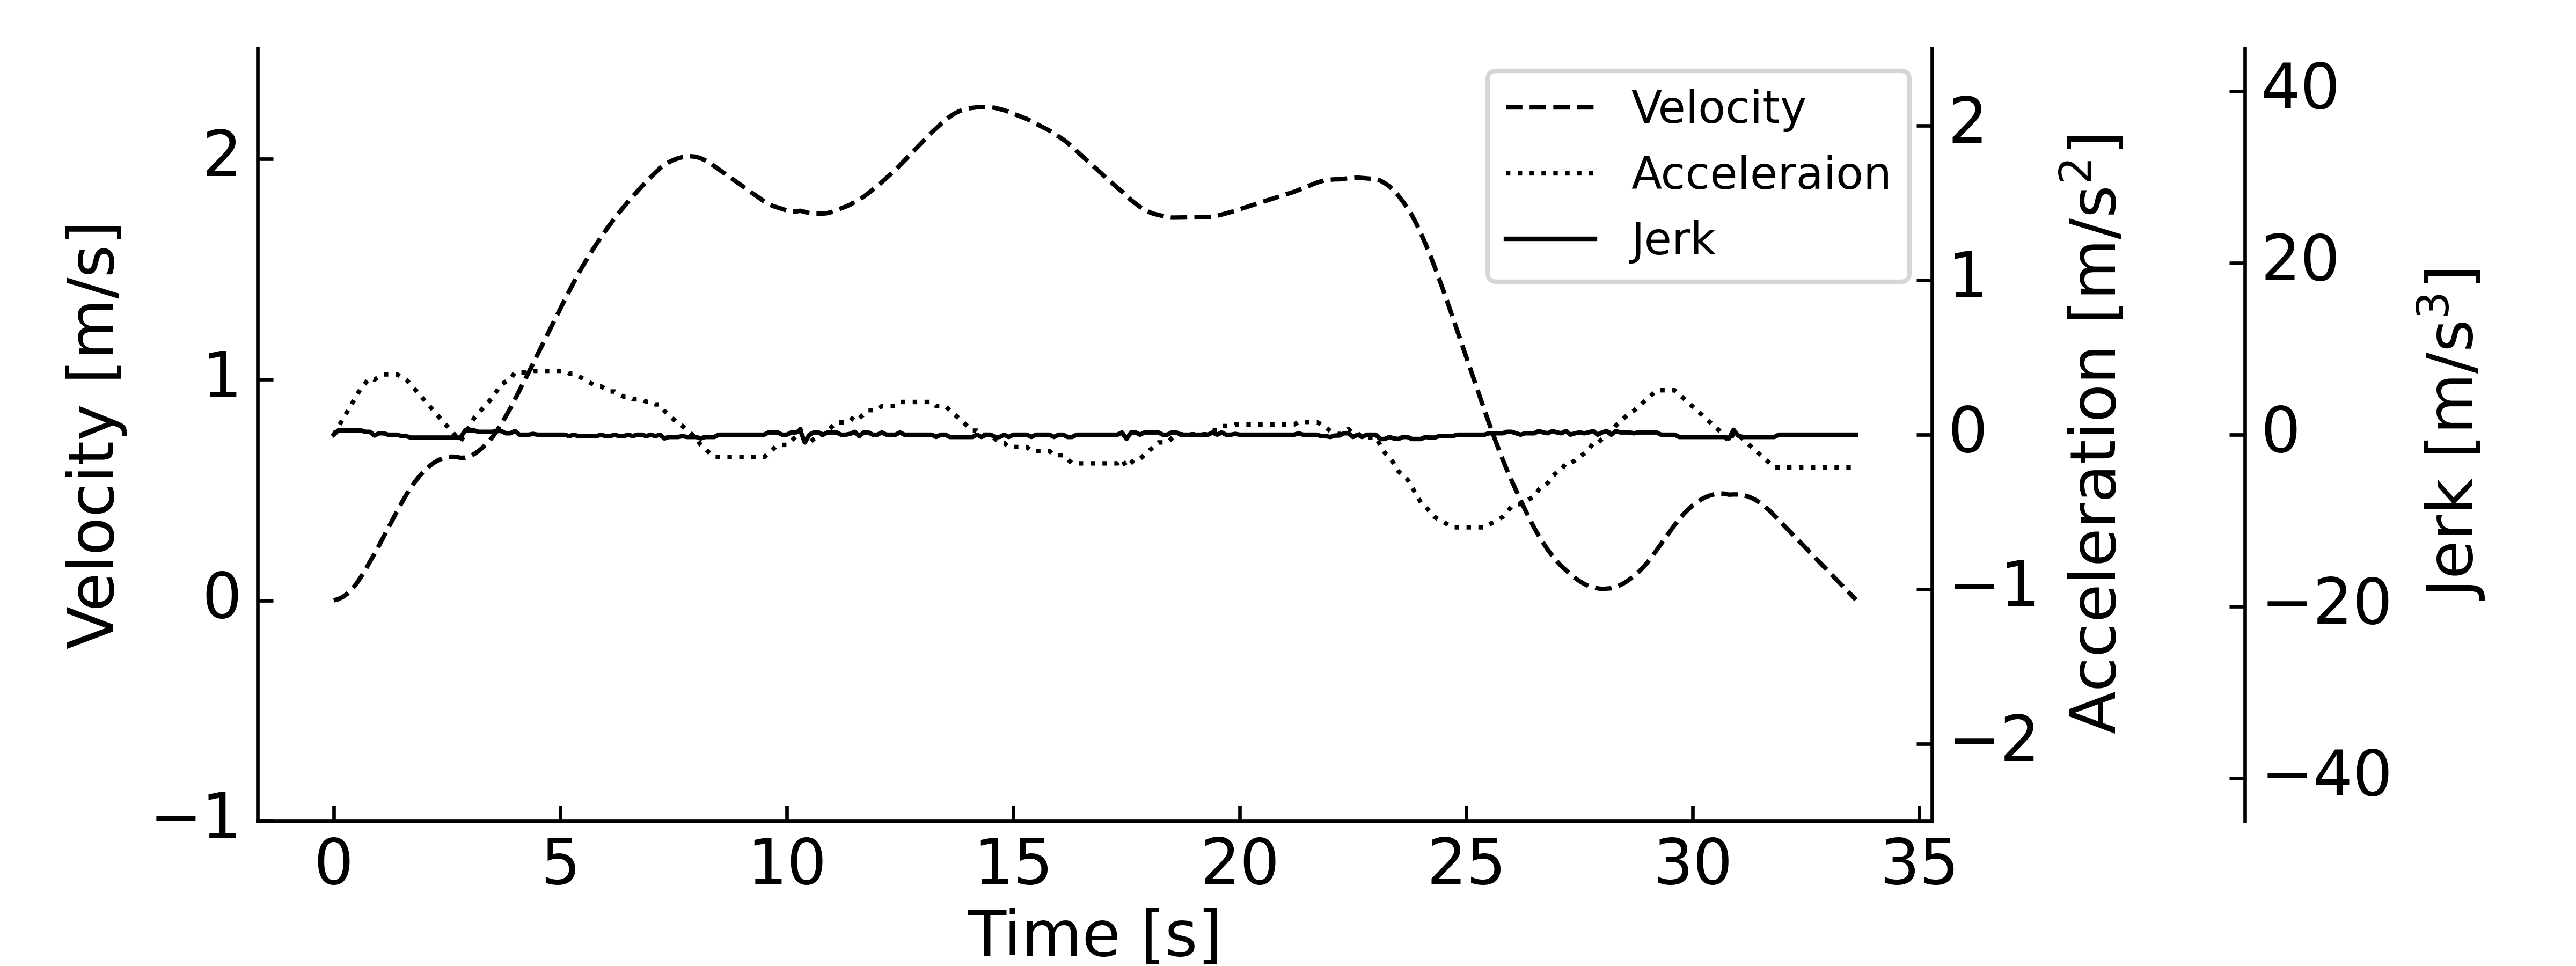 Velocity [m/s]
2
1
0
−1
0 5 10 15 20 25 30 35
Time [s]
Velocity
Acceleraion
Jerk
2
1
0
−1
−2
Acceleration [m/s²]
40
20
0
−20
−40
Jerk [m/s³]